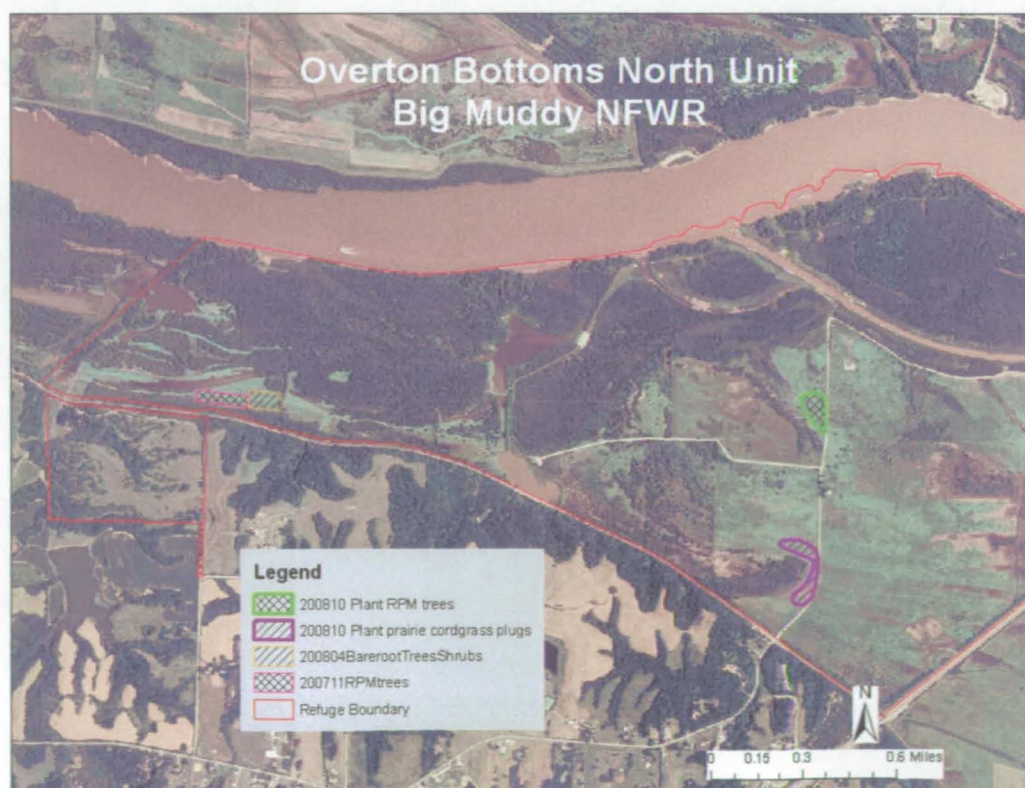 Overton Bottoms North Unit
Big Muddy NFWR
Legend
200810 Plant RPM trees
200810 Plant prairie cordgrass plugs
200804BarerootTreesShrubs
200711RPMtrees
Refuge Boundary
N
0 0.15 0.3 0.6 Miles